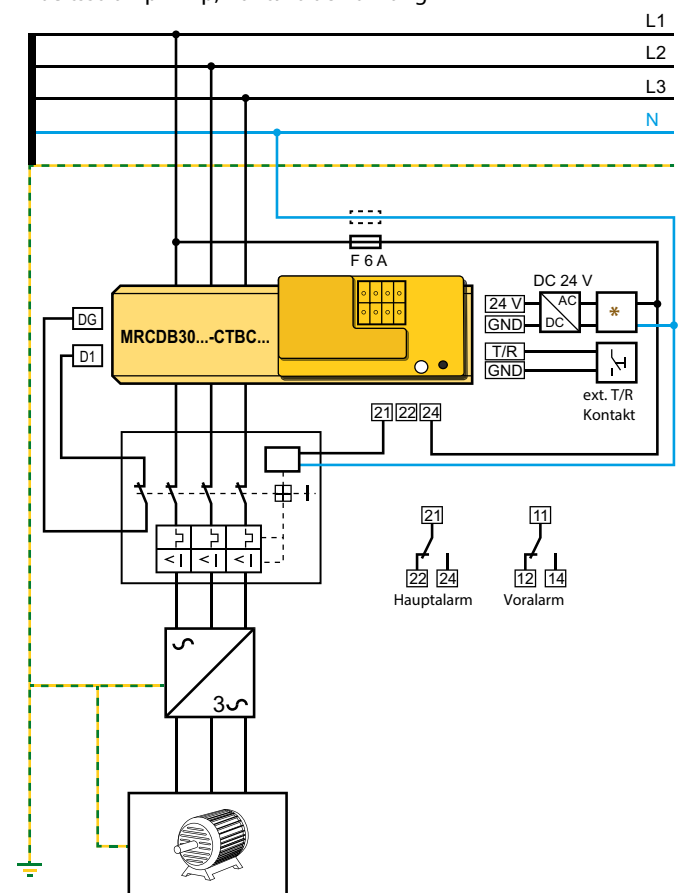 L1
L2
L3
N
F 6 A
DC 24 V
24 V
AC
DC
*
GND
DG
MRCDB30...-CTBC...
D1
T/R
GND
ext. T/R
Kontakt
21 22 24
21
11
22 24
12 14
Hauptalarm
Voralarm
3